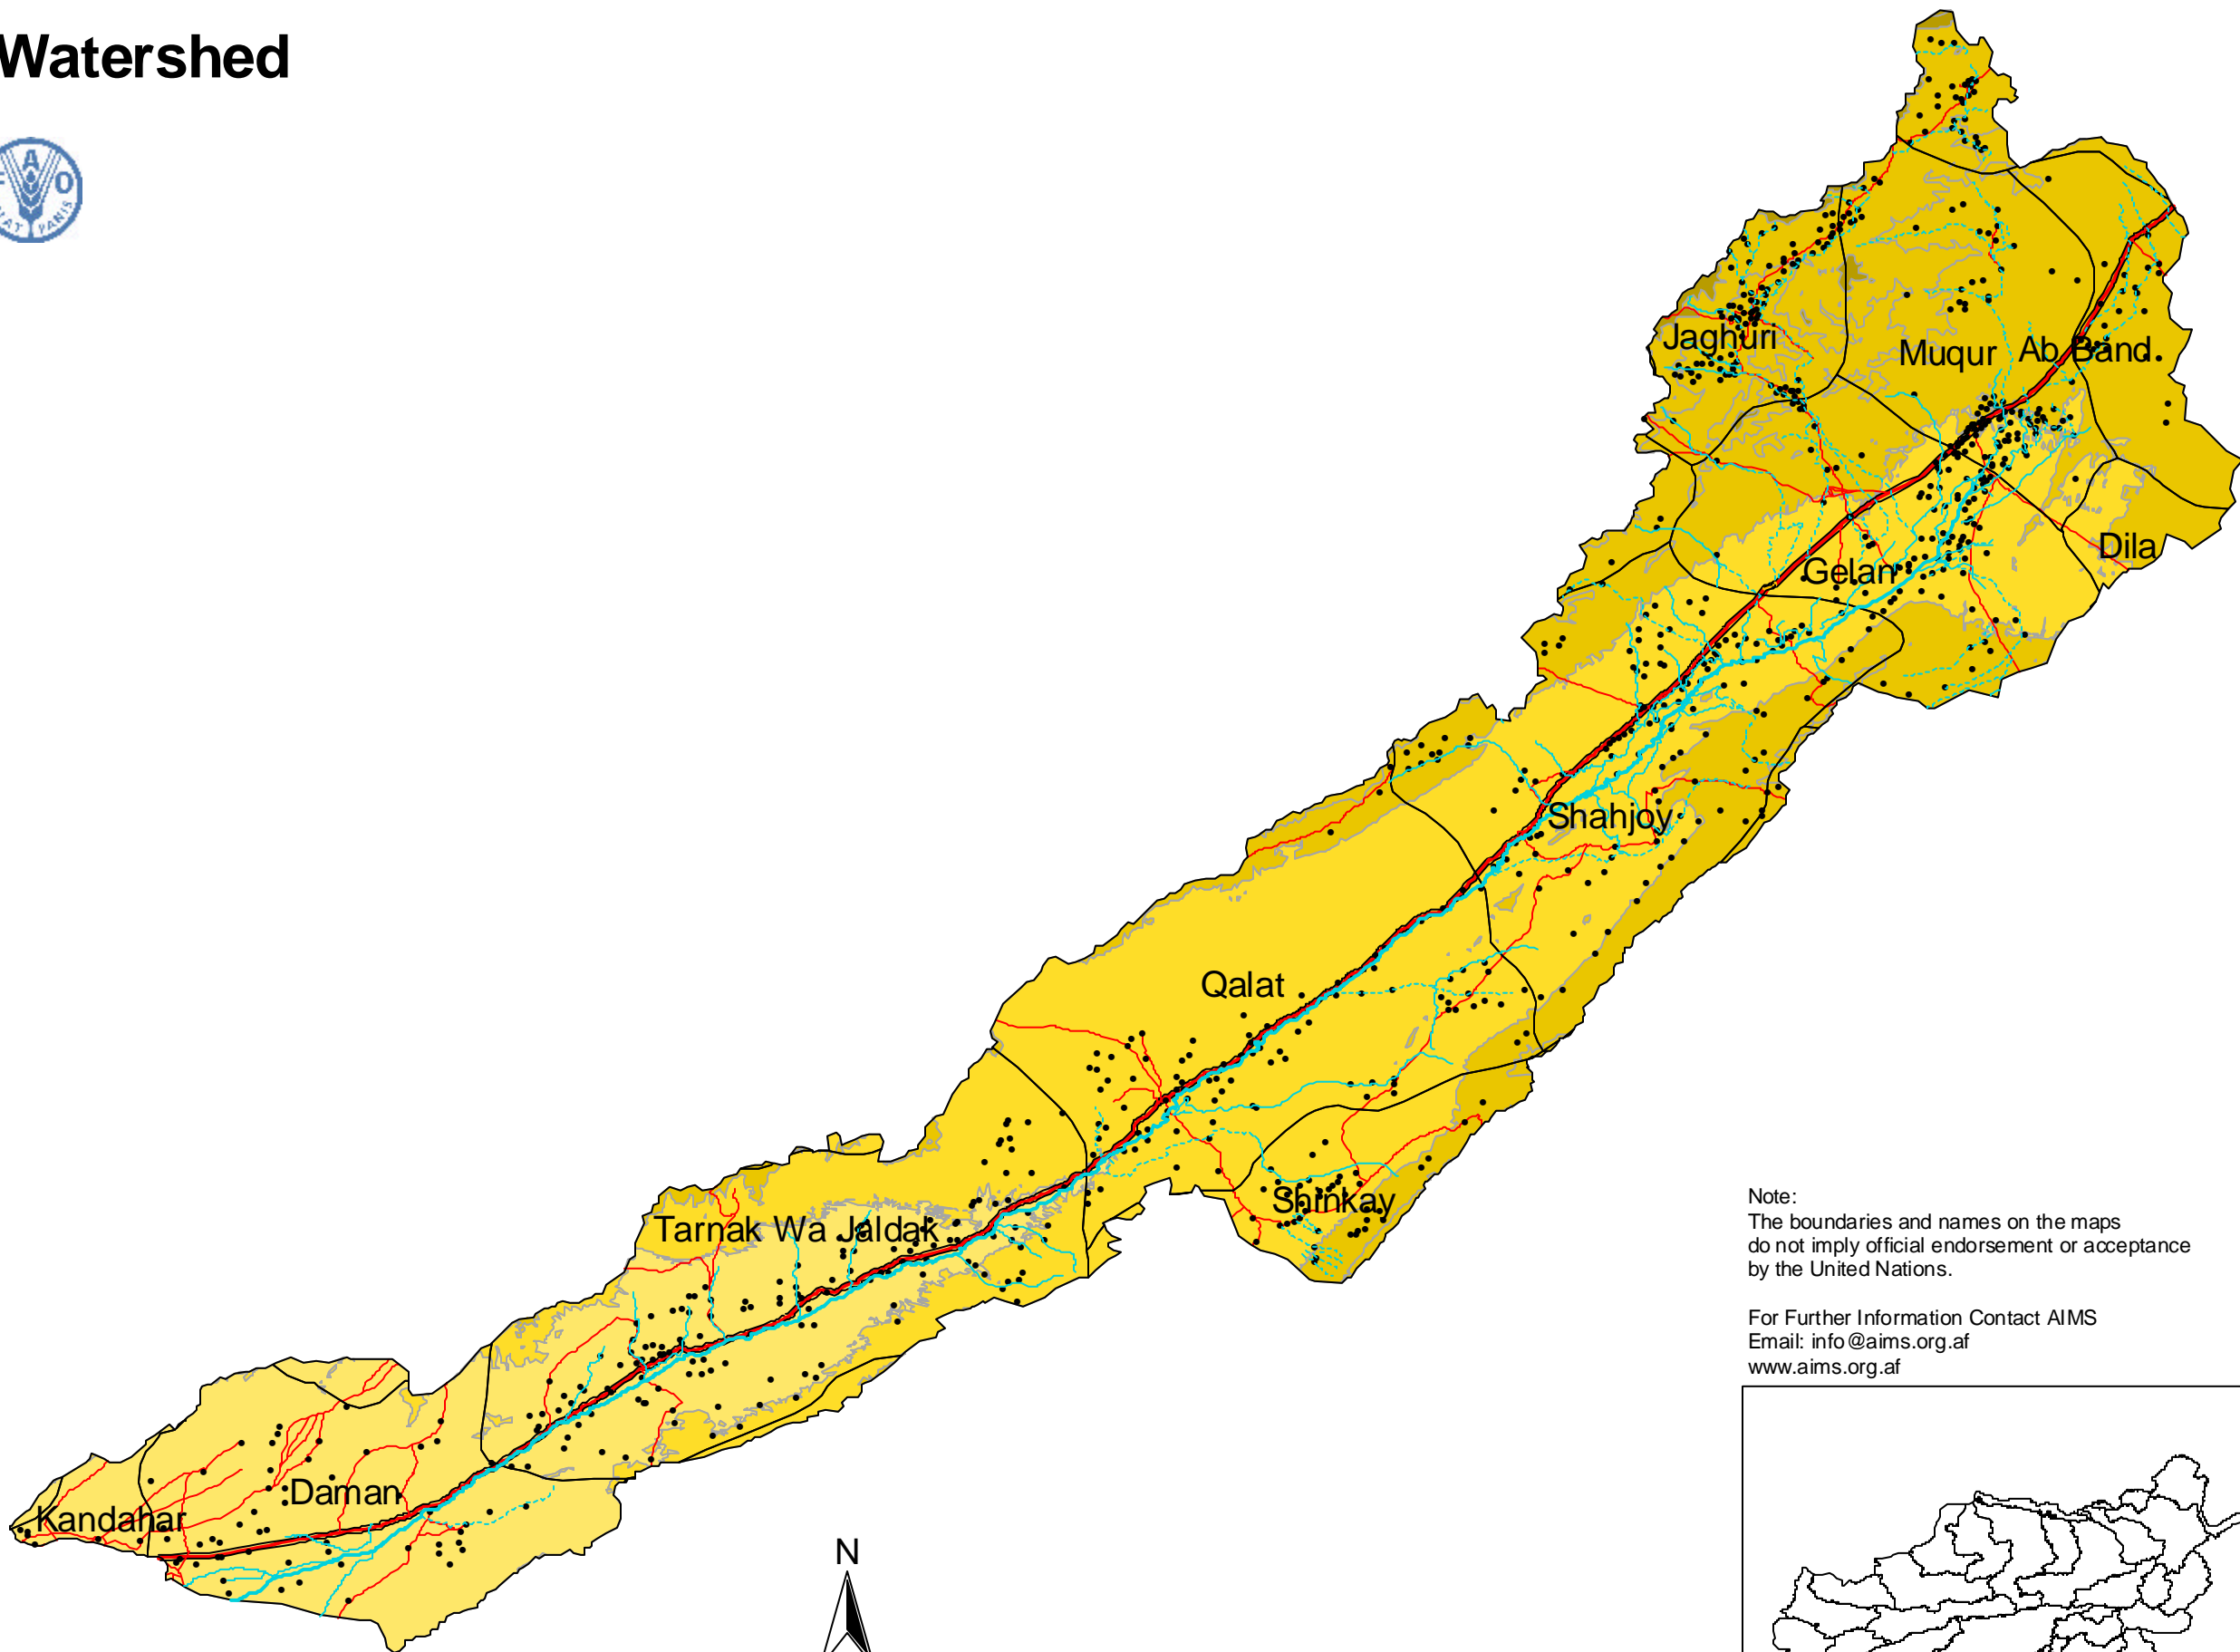 Watershed
F A O
FIAT PANIS
Jaghuri
Muqur
Ab Band
Dila
Gelan
Shahjoy
Qalat
Shinkay
Tarnak Wa Jaldak
Daman
Kandahar
N
Note:
The boundaries and names on the maps
do not imply official endorsement or acceptance
by the United Nations.
For Further Information Contact AIMS
Email: info@aims.org.af
www.aims.org.af